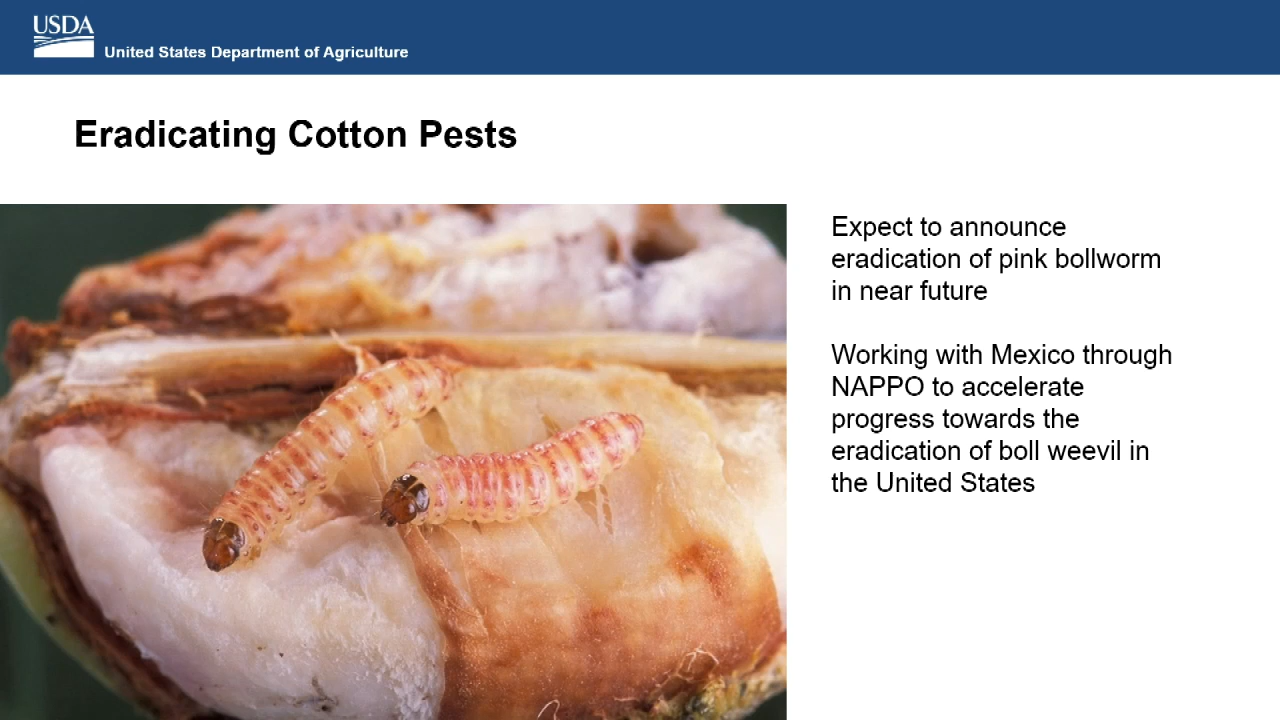 USDA
United States Department of Agriculture
Eradicating Cotton Pests
Expect to announce
eradication of pink bollworm
in near future
Working with Mexico through
NAPPO to accelerate
progress towards the
eradication of boll weevil in
the United States